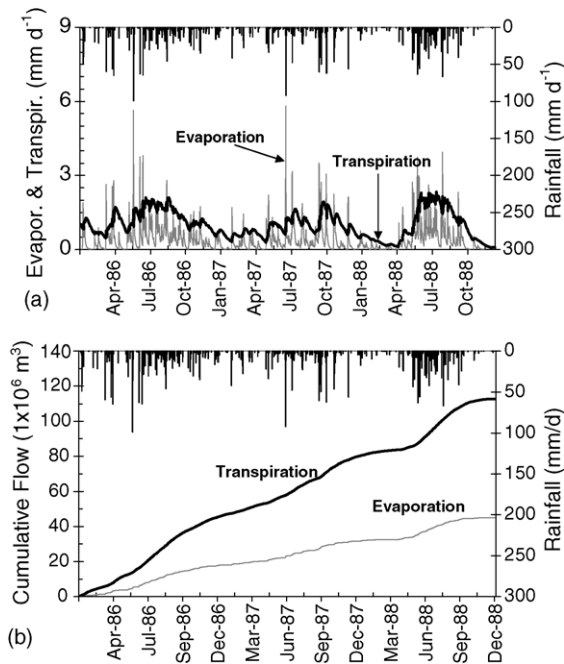 9
6
3
0
Evapor. & Transpir. (mm d⁻¹)
Evaporation
Transpiration
0
50
100
150
200
250
300
Rainfall (mm d⁻¹)
Apr-86
Jul-86
Oct-86
Jan-87
Apr-87
Jul-87
Oct-87
Jan-88
Apr-88
Jul-88
Oct-88
(a)
140
120
100
80
60
40
20
0
Cumulative Flow (1x10⁶ m³)
Transpiration
Evaporation
0
50
100
150
200
250
300
Rainfall (mm/d)
Apr-86
Jul-86
Sep-86
Dec-86
Mar-87
Jun-87
Sep-87
Dec-87
Mar-88
Jun-88
Sep-88
Dec-88
(b)